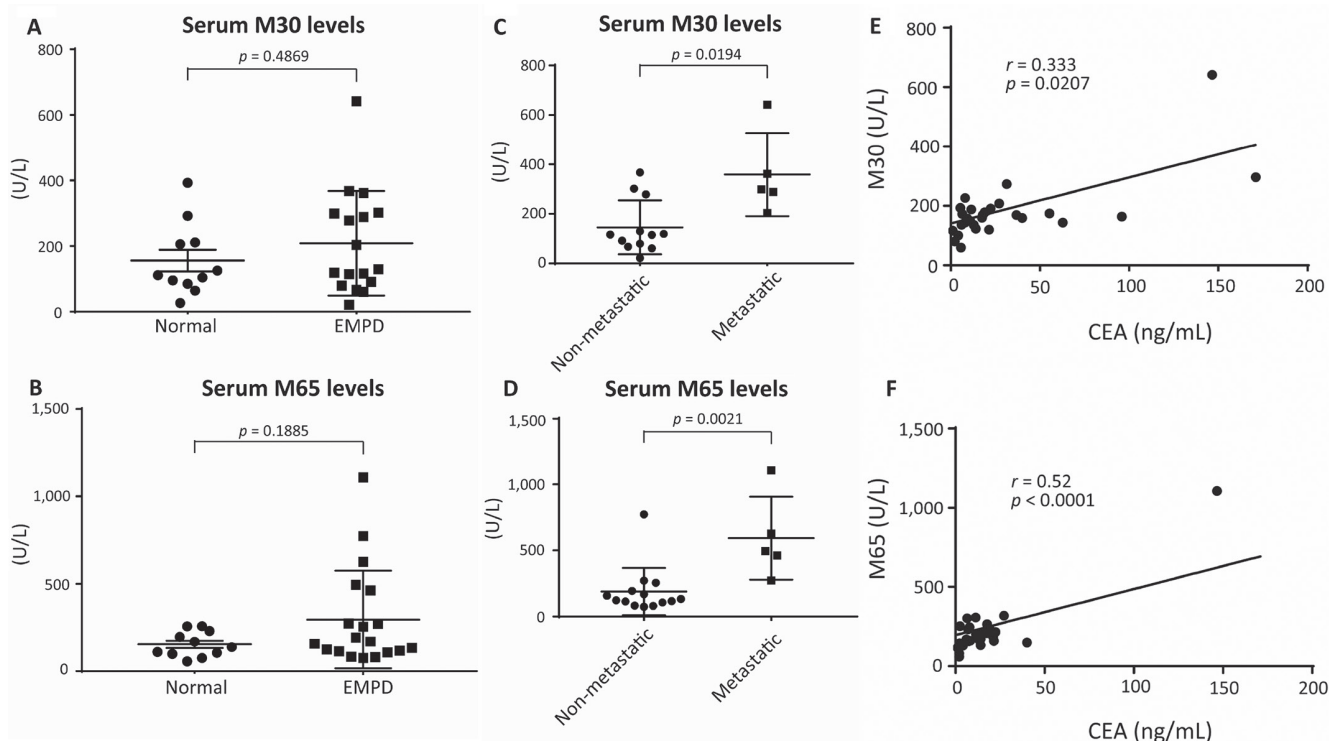 A
Serum M30 levels
p = 0.4869
800
600
400
200
0
(U/L)
Normal
EMPD
B
Serum M65 levels
p = 0.1885
1,500
1,000
500
0
(U/L)
Normal
EMPD
C
Serum M30 levels
p = 0.0194
800
600
400
200
0
(U/L)
Non-metastatic
Metastatic
D
Serum M65 levels
p = 0.0021
1,500
1,000
500
0
(U/L)
Non-metastatic
Metastatic
E
r = 0.333
p = 0.0207
800
600
400
200
0
M30 (U/L)
0
50
100
150
200
CEA (ng/mL)
F
r = 0.52
p < 0.0001
1,500
1,000
500
0
M65 (U/L)
0
50
100
150
200
CEA (ng/mL)